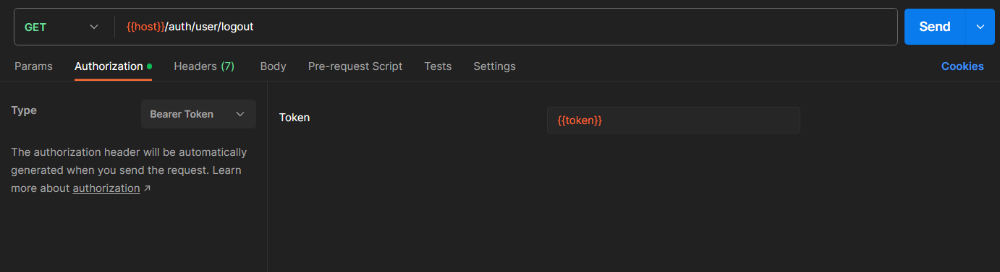 GET {{host}}/auth/user/logout Send
Params Authorization Headers (7) Body Pre-request Script Tests Settings Cookies
Type Bearer Token
The authorization header will be automatically
generated when you send the request. Learn
more about authorization ↗
Token {{token}}